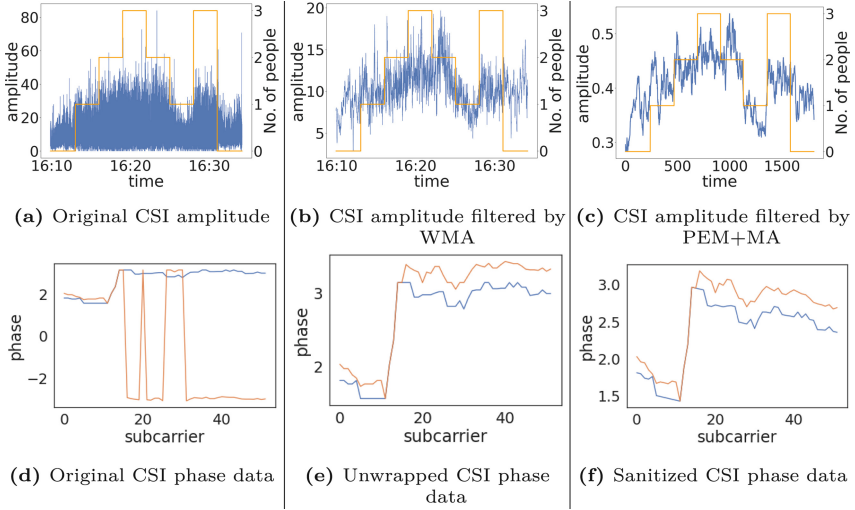 80
60
40
20
0
amplitude
3
2
1
0
No. of people
16:10
16:20
16:30
time
(a) Original CSI amplitude
20
15
10
5
amplitude
3
2
1
0
No. of people
16:10
16:20
16:30
time
(b) CSI amplitude filtered by
WMA
0.5
0.4
0.3
amplitude
3
2
1
0
No. of people
0
500
1000
1500
time
(c) CSI amplitude filtered by
PEM+MA
2
0
−2
phase
0
20
40
subcarrier
(d) Original CSI phase data
3
2
phase
0
20
40
subcarrier
(e) Unwrapped CSI phase
data
3.0
2.5
2.0
1.5
phase
0
20
40
subcarrier
(f) Sanitized CSI phase data